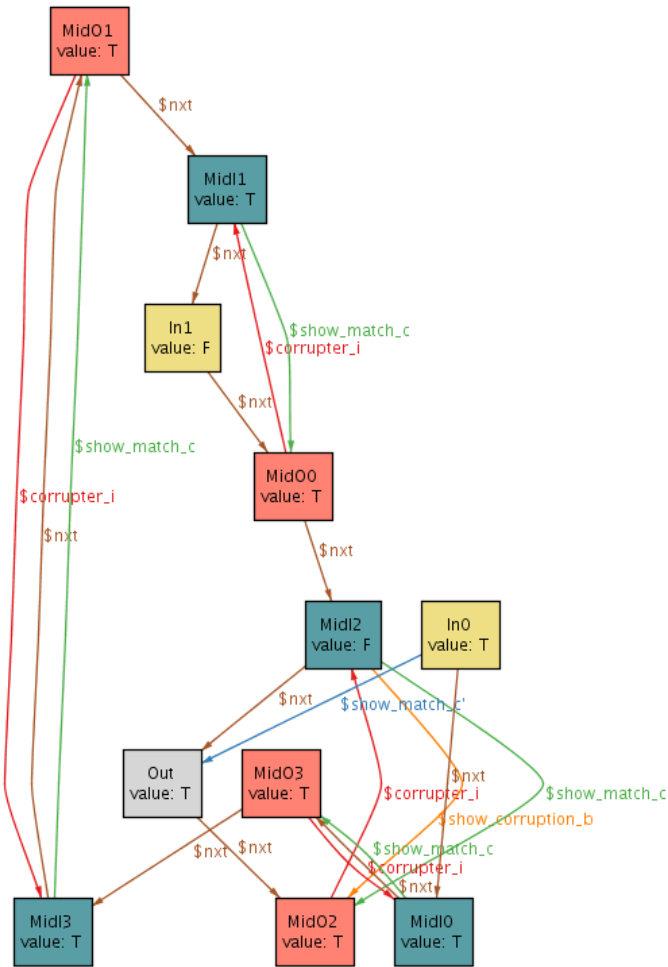 MidO1
value: T
$nxt
MidI1
value: T
$nxt
In1
value: F
$show_match_c
$corrupter_i
$nxt
$show_match_c
MidO0
value: T
$corrupter_i
$nxt
$nxt
MidI2
value: F
In0
value: T
$nxt
$show_match_c'
Out
value: T
MidO3
value: T
$nxt
$corrupter_i
$show_match_c
$show_corruption_b
$nxt
$nxt
$show_match_c
$corrupter_i
$nxt
MidI3
value: T
MidO2
value: T
MidI0
value: T